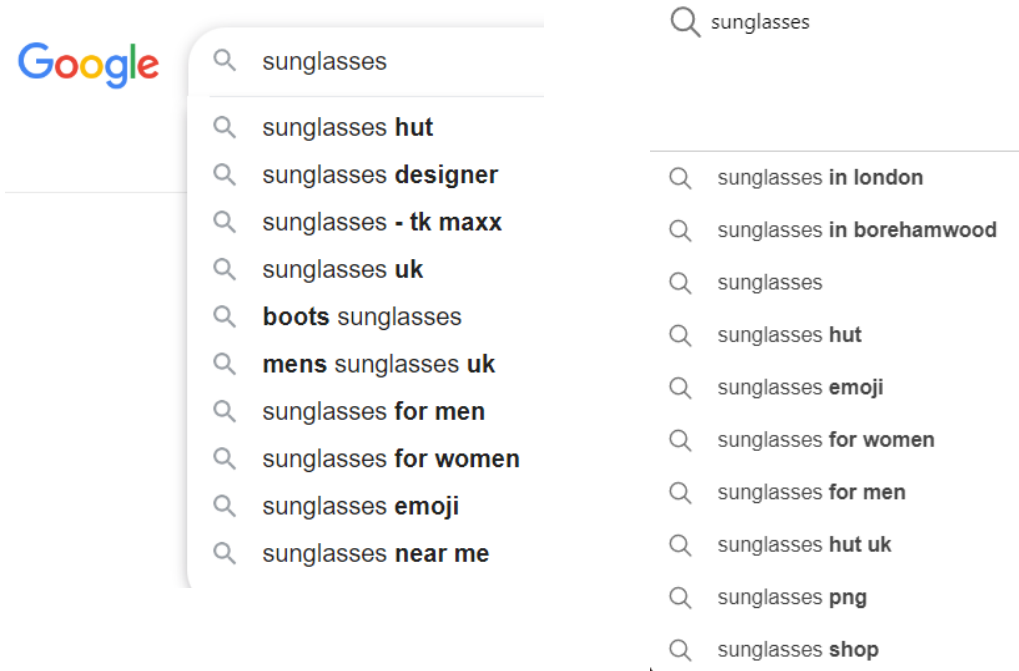 Google
sunglasses
sunglasses hut
sunglasses designer
sunglasses - tk maxx
sunglasses uk
boots sunglasses
mens sunglasses uk
sunglasses for men
sunglasses for women
sunglasses emoji
sunglasses near me
sunglasses
sunglasses in london
sunglasses in borehamwood
sunglasses
sunglasses hut
sunglasses emoji
sunglasses for women
sunglasses for men
sunglasses hut uk
sunglasses png
sunglasses shop